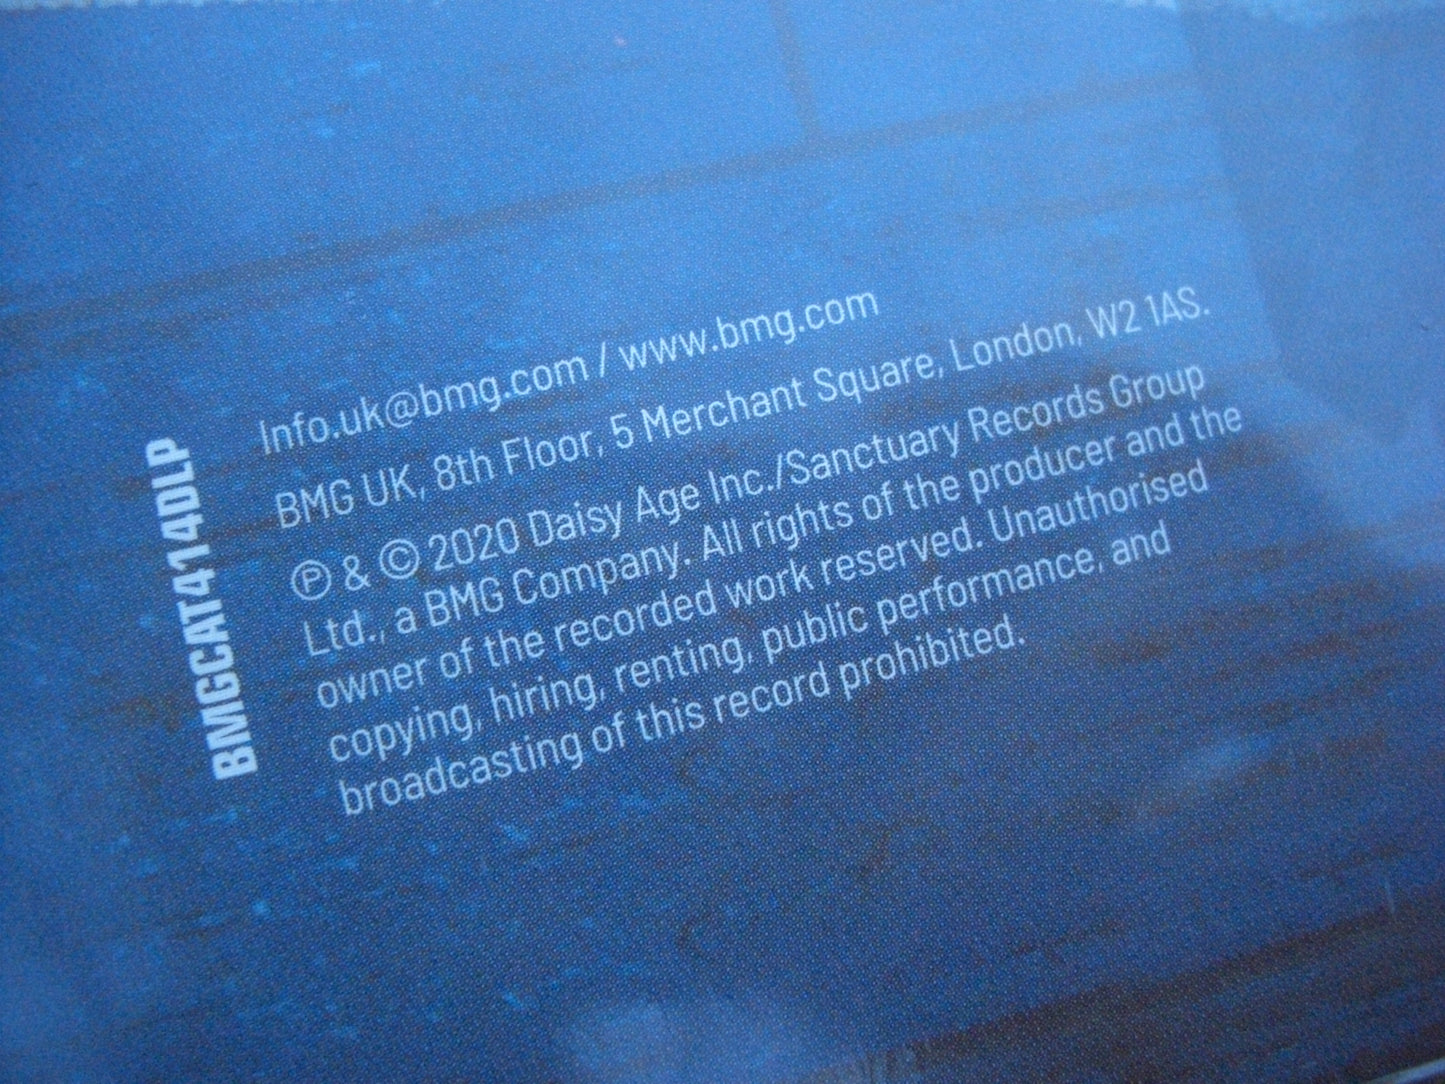 BMGCAT414DLP
Info.uk@bmg.com / www.bmg.com
BMG UK, 8th Floor, 5 Merchant Square, London, W2 1AS.
℗ & © 2020 Daisy Age Inc./Sanctuary Records Group
Ltd., a BMG Company. All rights of the producer and the
owner of the recorded work reserved. Unauthorised
copying, hiring, renting, public performance, and
broadcasting of this record prohibited.